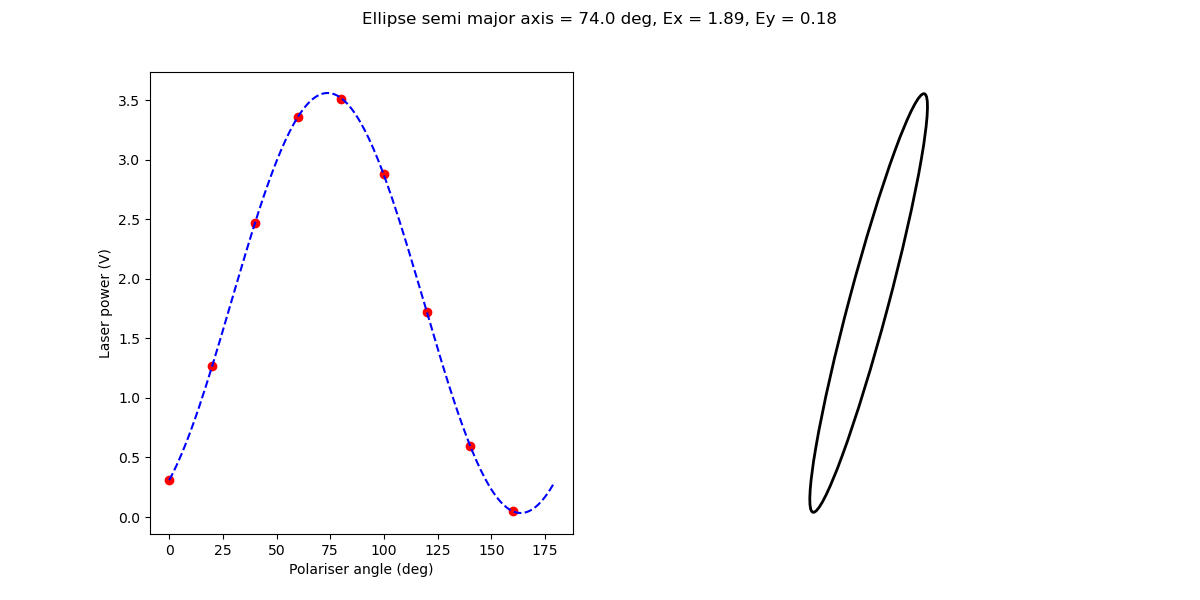 Ellipse semi major axis = 74.0 deg, Ex = 1.89, Ey = 0.18
3.5
3.0
2.5
2.0
1.5
1.0
0.5
0.0
Laser power (V)
0 25 50 75 100 125 150 175
Polariser angle (deg)